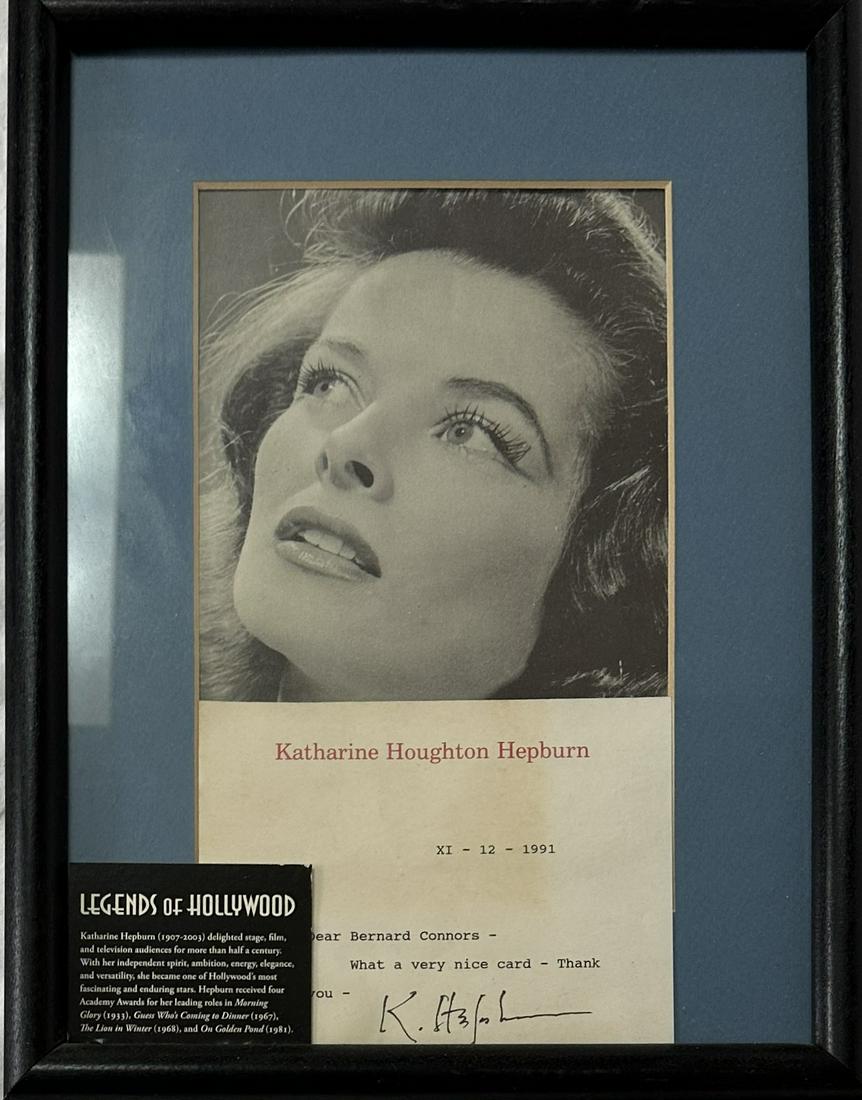 Katharine Houghton Hepburn
XI - 12 - 1991
Dear Bernard Connors -
What a very nice card - Thank
you -
K. Hepburn
LEGENDS OF HOLLYWOOD
Katharine Hepburn (1907-2003) delighted stage, film,
and television audiences for more than half a century.
With her independent spirit, ambition, energy, elegance,
and versatility, she became one of Hollywood's most
fascinating and enduring stars. Hepburn received four
Academy Awards for her leading roles in Morning
Glory (1933), Guess Who's Coming to Dinner (1967),
The Lion in Winter (1968), and On Golden Pond (1981).